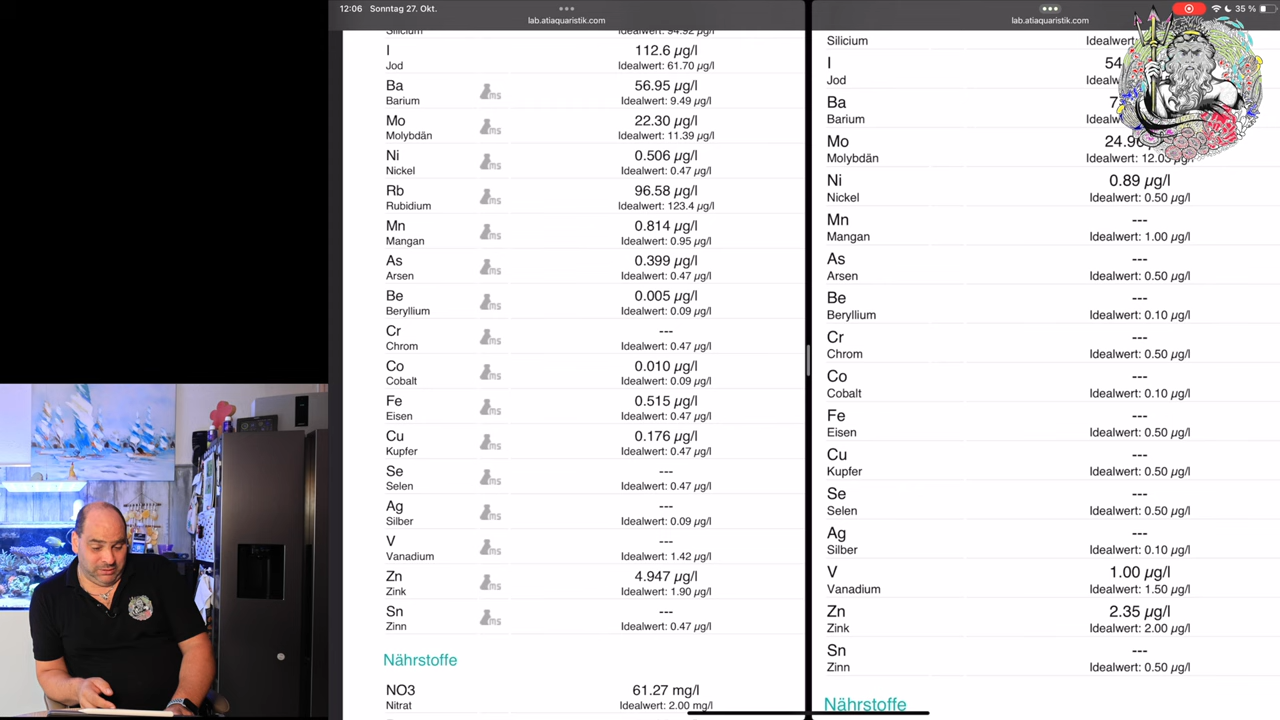 12:06 Sonntag 27. Okt.
35 %
lab.atiaquaristik.com
Silicium Idealwert: 94.92 µg/l
I 112.6 µg/l
Jod Idealwert: 61.70 µg/l
Ba 56.95 µg/l
Barium Idealwert: 9.49 µg/l
Mo 22.30 µg/l
Molybdän Idealwert: 11.39 µg/l
Ni 0.506 µg/l
Nickel Idealwert: 0.47 µg/l
Rb 96.58 µg/l
Rubidium Idealwert: 123.4 µg/l
Mn 0.814 µg/l
Mangan Idealwert: 0.95 µg/l
As 0.399 µg/l
Arsen Idealwert: 0.47 µg/l
Be 0.005 µg/l
Beryllium Idealwert: 0.09 µg/l
Cr ---
Chrom Idealwert: 0.47 µg/l
Co 0.010 µg/l
Cobalt Idealwert: 0.09 µg/l
Fe 0.515 µg/l
Eisen Idealwert: 0.47 µg/l
Cu 0.176 µg/l
Kupfer Idealwert: 0.47 µg/l
Se ---
Selen Idealwert: 0.47 µg/l
Ag ---
Silber Idealwert: 0.09 µg/l
V ---
Vanadium Idealwert: 1.42 µg/l
Zn 4.947 µg/l
Zink Idealwert: 1.90 µg/l
Sn ---
Zinn Idealwert: 0.47 µg/l
Nährstoffe
NO3 61.27 mg/l
Nitrat Idealwert: 2.00 mg/l
lab.atiaquaristik.com
Silicium
I
Jod
Ba
Barium
Mo
Molybdän Idealwert:
Ni 0.89 µg/l
Nickel Idealwert: 0.50 µg/l
Mn ---
Mangan Idealwert: 1.00 µg/l
As ---
Arsen Idealwert: 0.50 µg/l
Be ---
Beryllium Idealwert: 0.10 µg/l
Cr ---
Chrom Idealwert: 0.50 µg/l
Co ---
Cobalt Idealwert: 0.10 µg/l
Fe ---
Eisen Idealwert: 0.50 µg/l
Cu ---
Kupfer Idealwert: 0.50 µg/l
Se ---
Selen Idealwert: 0.50 µg/l
Ag ---
Silber Idealwert: 0.10 µg/l
V 1.00 µg/l
Vanadium Idealwert: 1.50 µg/l
Zn 2.35 µg/l
Zink Idealwert: 2.00 µg/l
Sn ---
Zinn Idealwert: 0.50 µg/l
Nährstoffe